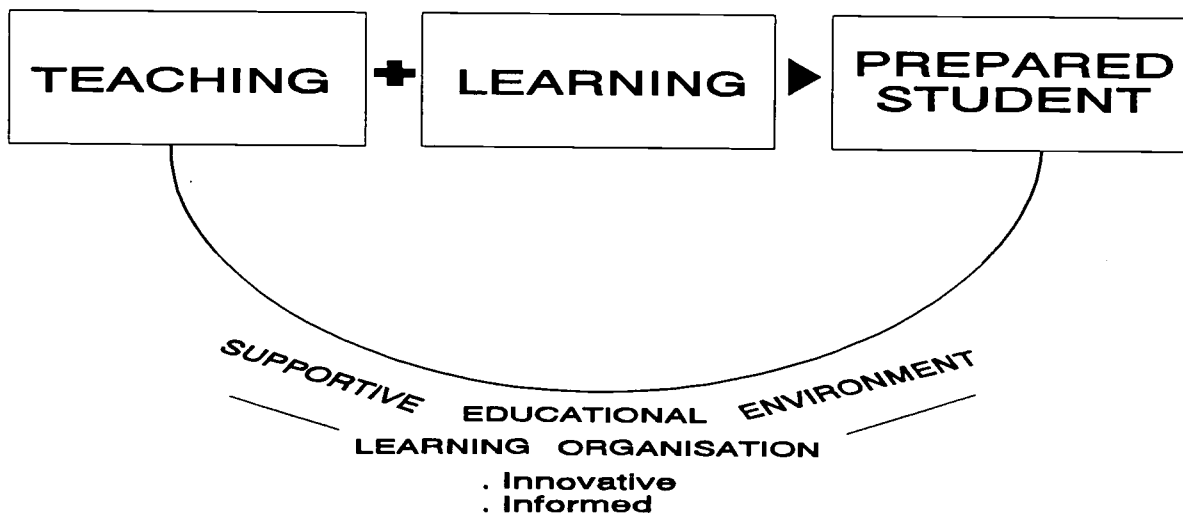 TEACHING + LEARNING ▶ PREPARED STUDENT
SUPPORTIVE EDUCATIONAL ENVIRONMENT
LEARNING ORGANISATION
. Innovative
. Informed